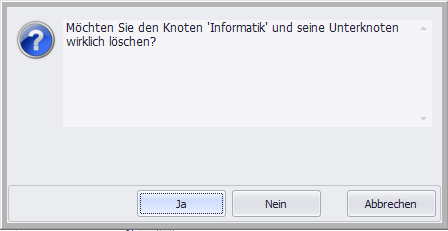 Möchten Sie den Knoten 'Informatik' und seine Unterknoten
wirklich löschen?
Ja
Nein
Abbrechen